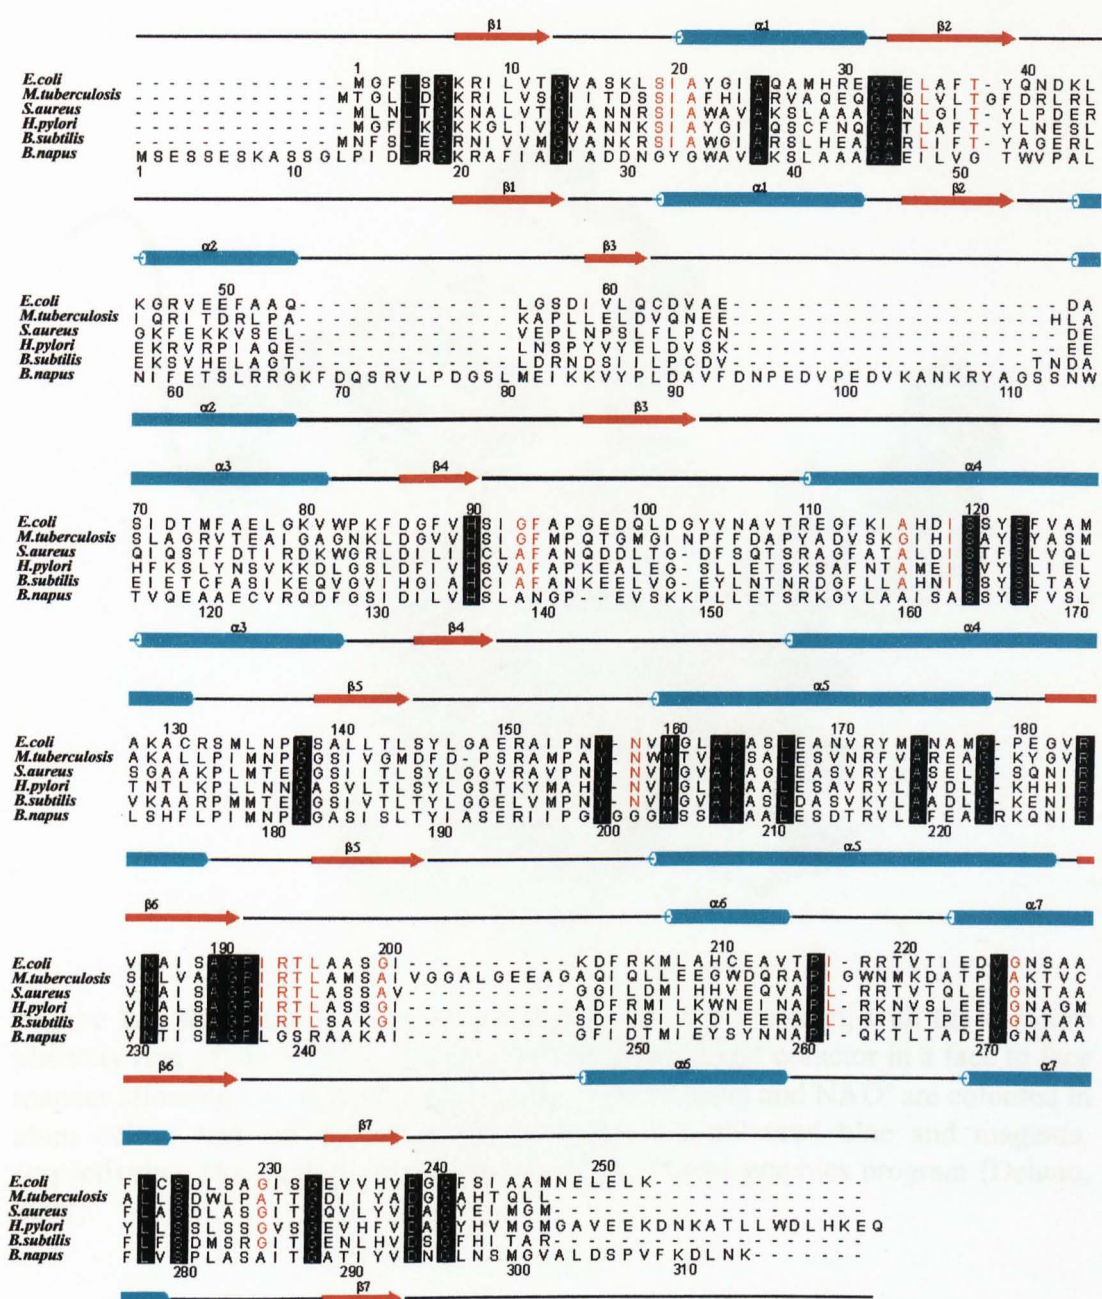 β1 α1 β2
1 10 20 30 40
E.coli - - - - - - - - - - - - - M G F L S G K R I L V T G V A S K L S I A Y G I A Q A M H R E G A E L A F T - Y Q N D K L
M.tuberculosis - - - - - - - - - - - - M T G L L D G K R I L V S G I I T D S S I A F H I A R V A Q E Q G A Q L V L T G F D R L R L
S.aureus - - - - - - - - - - - - - M L N L T G K N A L V T G I A N N R S I A W A V A K S L A A A G A N L G I T - Y L P D E R
H.pylori - - - - - - - - - - - - - M G F L K G K K G L I V G V A N N K S I A Y G I A Q S C F N Q G A T L A F T - Y L N E S L
B.subtilis - - - - - - - - - - - - - M N F S L E G R N I V V M G V A N K R S I A W G I A R S L H E A G A R L I F T - Y A G E R L
B.napus M S E S S E S K A S S G L P I D L R G K R A F I A G I A D D N G Y G W A V A K S L A A A G A E I L V G T W V P A L
1 10 20 30 40 50
β1 α1 β2
α2 β3
50 60
E.coli K G R V E E F A A Q - - - - - - - - - - - - - L G S D I V L Q C D V A E - - - - - - - - - - - - - - - - - - - - D A
M.tuberculosis I Q R I T D R L P A - - - - - - - - - - - - - K A P L L E L D V Q N E E - - - - - - - - - - - - - - - - - - - H L A
S.aureus G K F E K K V S E L - - - - - - - - - - - - - V E P L N P S L F L P C N - - - - - - - - - - - - - - - - - - - - D E
H.pylori E K R V R P I A Q E - - - - - - - - - - - - - L N S P Y V Y E L D V S K - - - - - - - - - - - - - - - - - - - - E E
B.subtilis E K S V H E L A G T - - - - - - - - - - - - - L D R N D S I I L P C D V - - - - - - - - - - - - - - - - - - T N D A
B.napus N I F E T S L R R G K F D Q S R V L P D G S L M E I K K V Y P L D A V F D N P E D V P E D V K A N K R Y A G S S N W
60 70 80 90 100 110
α2 β3
α3 β4 α4
70 80 90 100 110 120
E.coli S I D T M F A E L G K V W P K F D G F V H S I G F A P G E D Q L D G Y V N A V T R E G F K I A H D I S S Y S F V A M
M.tuberculosis S L A G R V T E A I G A G N K L D G V V H S I G F M P Q T G M G I N P F F D A P Y A D V S K G I H I S A Y S Y A S M
S.aureus Q I Q S T F D T I R D K W G R L D I L I H C L A F A N Q D D L T G - D F S Q T S R A G F A T A L D I S T F S L V Q L
H.pylori H F K S L Y N S V K K D L G S L D F I V H S V A F A P K E A L E G - S L L E T S K S A F N T A M E I S V Y S L I E L
B.subtilis E I E T C F A S I K E Q V G V I H G I A H C I A F A N K E E L V G - E Y L N T N R D G F L L A H N I S S Y S L T A V
B.napus T V Q E A A E C V R Q D F G S I D I L V H S L A N G P - - E V S K K P L L E T S R K G Y L A A I S A S S Y S F V S L
120 130 140 150 160 170
α3 β4 α4
β5 α5
130 140 150 160 170 180
E.coli A K A C R S M L N P G S A L L T L S Y L G A E R A I P N Y - N V M G L A K A S L E A N V R Y M A N A M G - P E G V R
M.tuberculosis A K A L L P I M N P G G S I V G M D F D - P S R A M P A Y - N W M T V A K S A L E S V N R F V A R E A G - K Y G V R
S.aureus S G A A K P L M T E G G S I I T L S Y L G G V R A V P N Y - N V M G V A K A G L E A S V R Y L A S E L G - S Q N I R
H.pylori T N T L K P L L N N G A S V L T L S Y L G S T K Y M A H Y - N V M G L A K A A L E S A V R Y L A V D L G - K H H I R
B.subtilis V K A A R P M M T E G G S I V T L T Y L G G E L V M P N Y - N V M G V A K A S L D A S V K Y L A A D L G - K E N I R
B.napus L S H F L P I M N P G G A S I S L T Y I A S E R I I P G Y G G G M S S A K A A L E S D T R V L A F E A G R K Q N I R
180 190 200 210 220
β5 α5
β6 α6 α7
190 200 210 220
E.coli V N A I S A G P I R T L A A S G I - - - - - - - - - - K D F R K M L A H C E A V T P I - R R T V T I E D V G N S A A
M.tuberculosis S N L V A A G P I R T L A M S A I V G G A L G E E A G A Q I Q L L E E G W D Q R A P I G W N M K D A T P V A K T V C
S.aureus V N A I S A G P I R T L S S S A V - - - - - - - - - - G G I L D M I H H V E Q V A P L - R R T V T Q L E V G N T A A
H.pylori V N A L S A G P I R T L A S S G I - - - - - - - - - - A D F R M I L K W N E I N A P L - R K N V S L E E V G N A G M
B.subtilis V N S I S A G P I R T L S A K G I - - - - - - - - - - S D F N S I L K D I E E R A P L - R R T T T P E E V G D T A A
B.napus V N T I S A G P L G S R A A K A I - - - - - - - - - - G F I D T M I E Y S Y N N A P I - Q K T L T A D E V G N A A A
230 240 250 260 270
β6 α6 α7
β7
230 240 250
E.coli F L C S D L S A G I S G E V V H V D G G F S I A A M N E L E L K - - - - - - - -
M.tuberculosis A L L S D W L P A T T G D I I Y A D G G A H T Q L L - - - - - - - - - - - - - -
S.aureus F L A S D L A S G I T G Q V L Y V D A G Y E I M G M - - - - - - - - - - - - - -
H.pylori Y L L S S L S S G V S G E V H F V D A G Y H V M G M G A V E E K D N K A T L L W D L H K E Q
B.subtilis F L F S D M S R G I T G E N L H V D S G F H I T A R - - - - - - - - - - - - - -
B.napus F L V S P L A S A I T G A T I Y V D N G L N S M G V A L D S P V F K D L N K - - - - - - -
280 290 300 310
β7